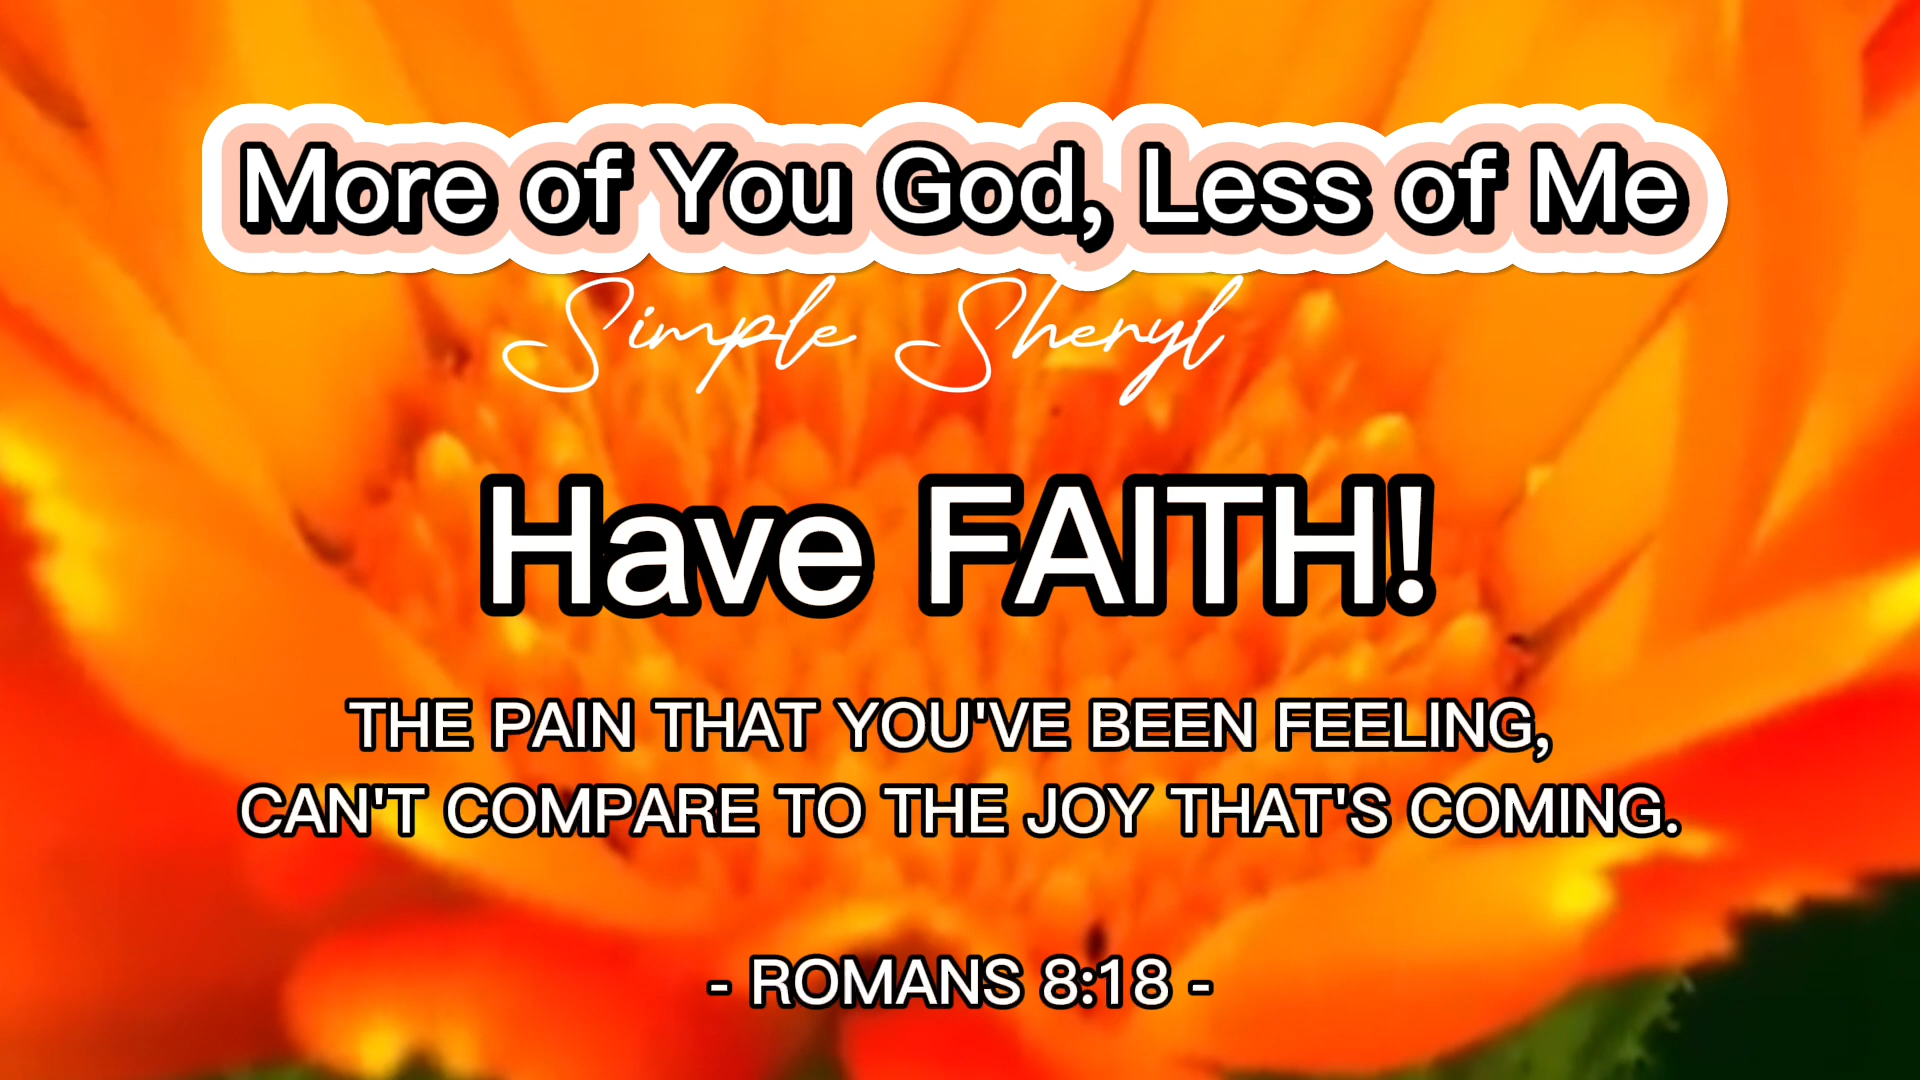 More of You God, Less of Me
Simple Sheryl
Have FAITH!
THE PAIN THAT YOU'VE BEEN FEELING,
CAN'T COMPARE TO THE JOY THAT'S COMING.
- ROMANS 8:18 -